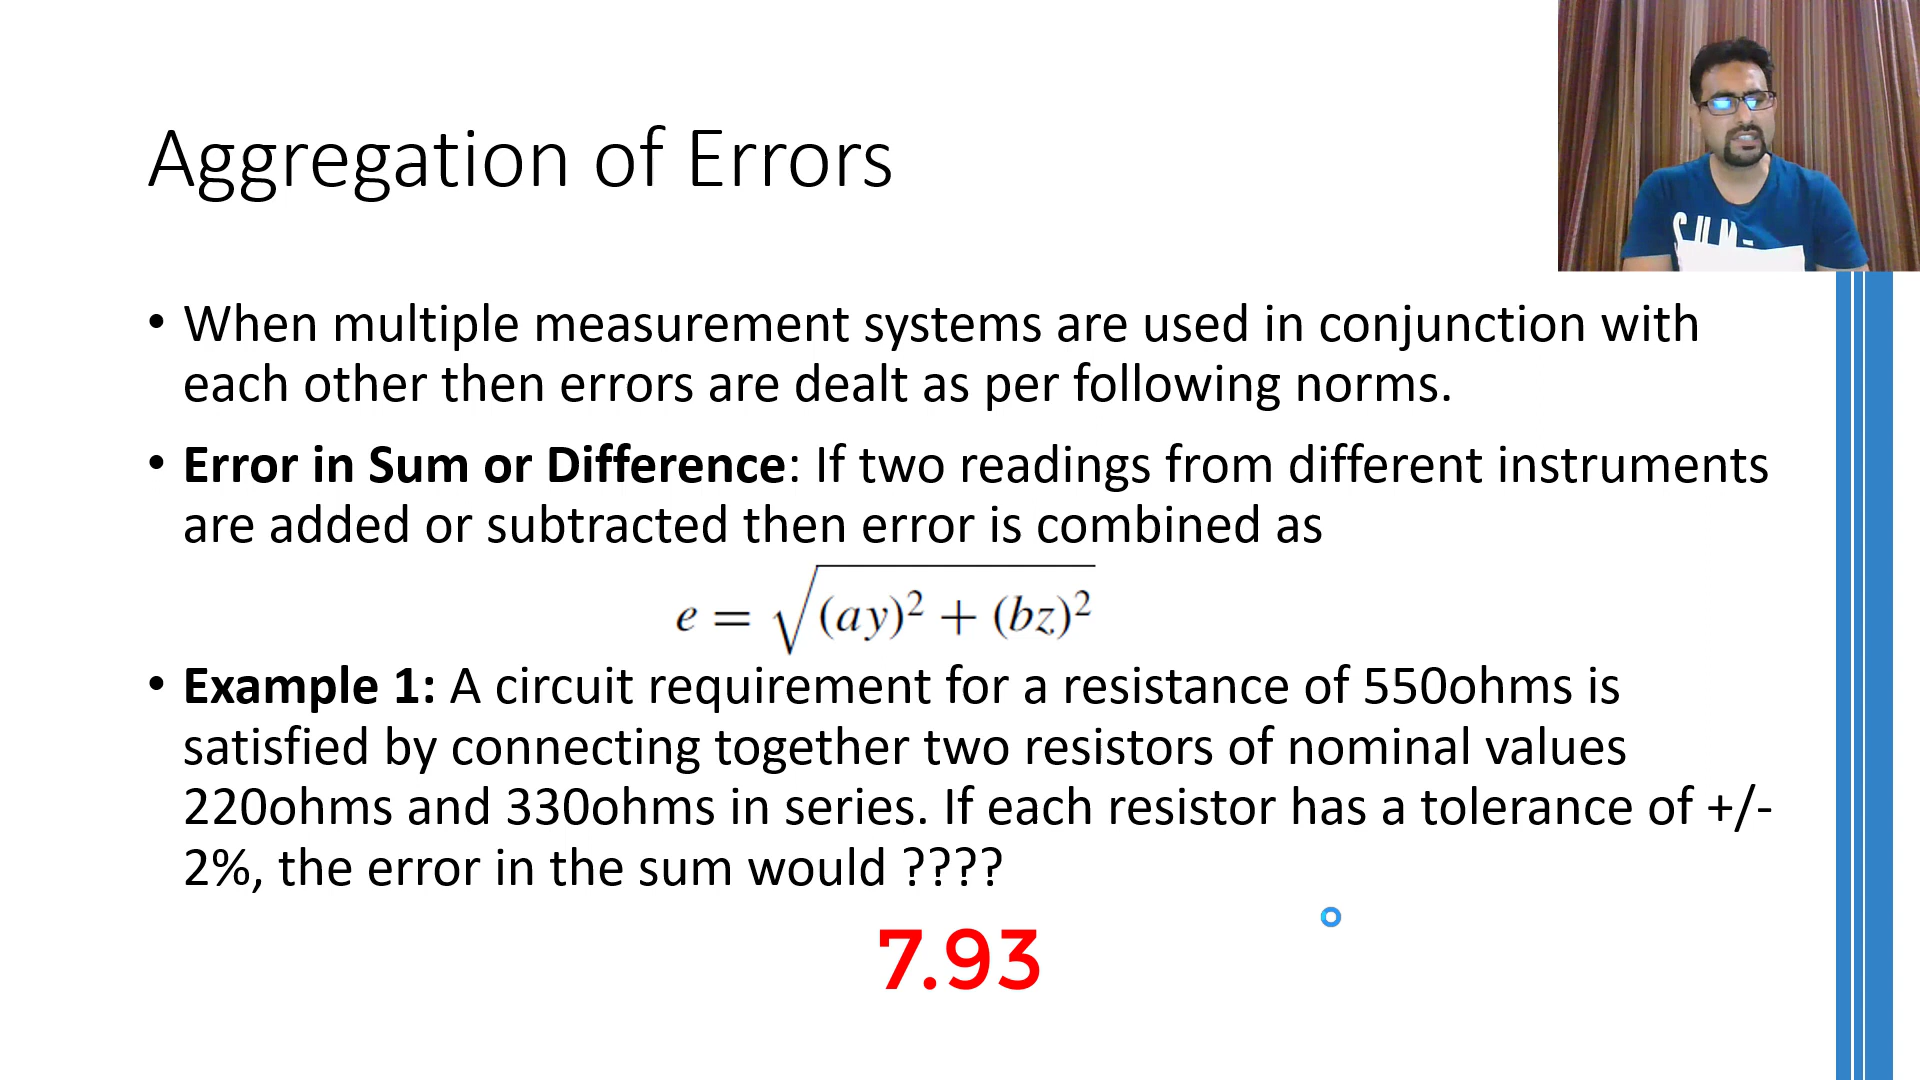 Aggregation of Errors
• When multiple measurement systems are used in conjunction with
each other then errors are dealt as per following norms.
• Error in Sum or Difference: If two readings from different instruments
are added or subtracted then error is combined as
e = √(ay)² + (bz)²
• Example 1: A circuit requirement for a resistance of 550ohms is
satisfied by connecting together two resistors of nominal values
220ohms and 330ohms in series. If each resistor has a tolerance of +/-
2%, the error in the sum would ????
7.93